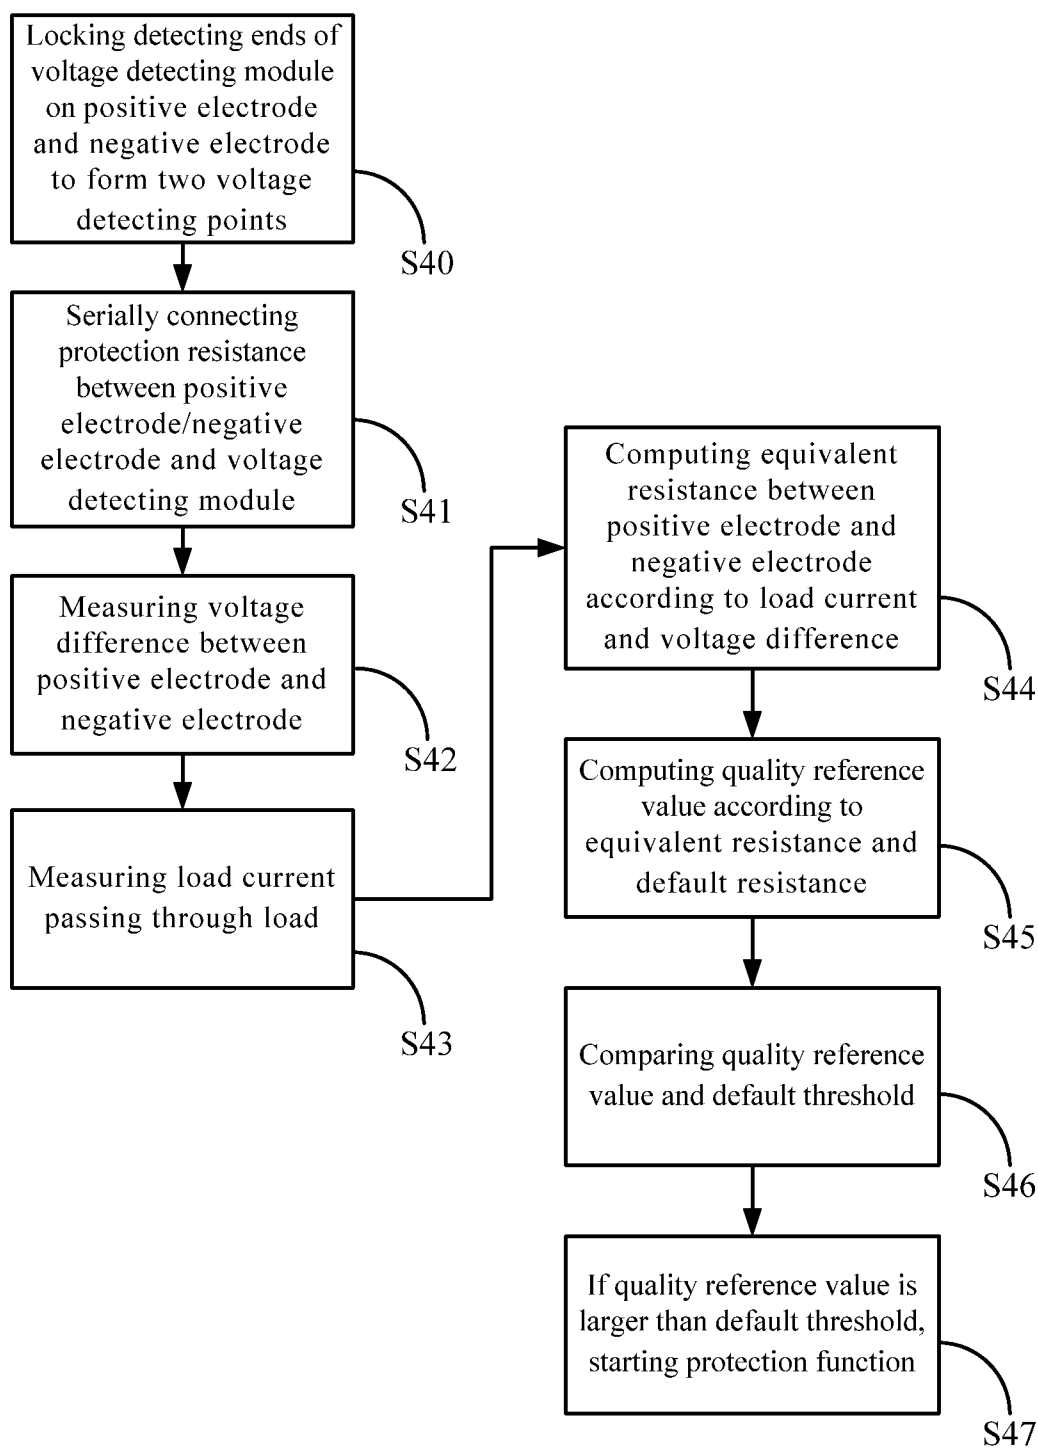 Locking detecting ends of
voltage detecting module
on positive electrode
and negative electrode
to form two voltage
detecting points
S40
Serially connecting
protection resistance
between positive
electrode/negative
electrode and voltage
detecting module
S41
Measuring voltage
difference between
positive electrode and
negative electrode
S42
Measuring load current
passing through load
S43
Computing equivalent
resistance between
positive electrode and
negative electrode
according to load current
and voltage difference
S44
Computing quality reference
value according to
equivalent resistance and
default resistance
S45
Comparing quality reference
value and default threshold
S46
If quality reference value is
larger than default threshold,
starting protection function
S47